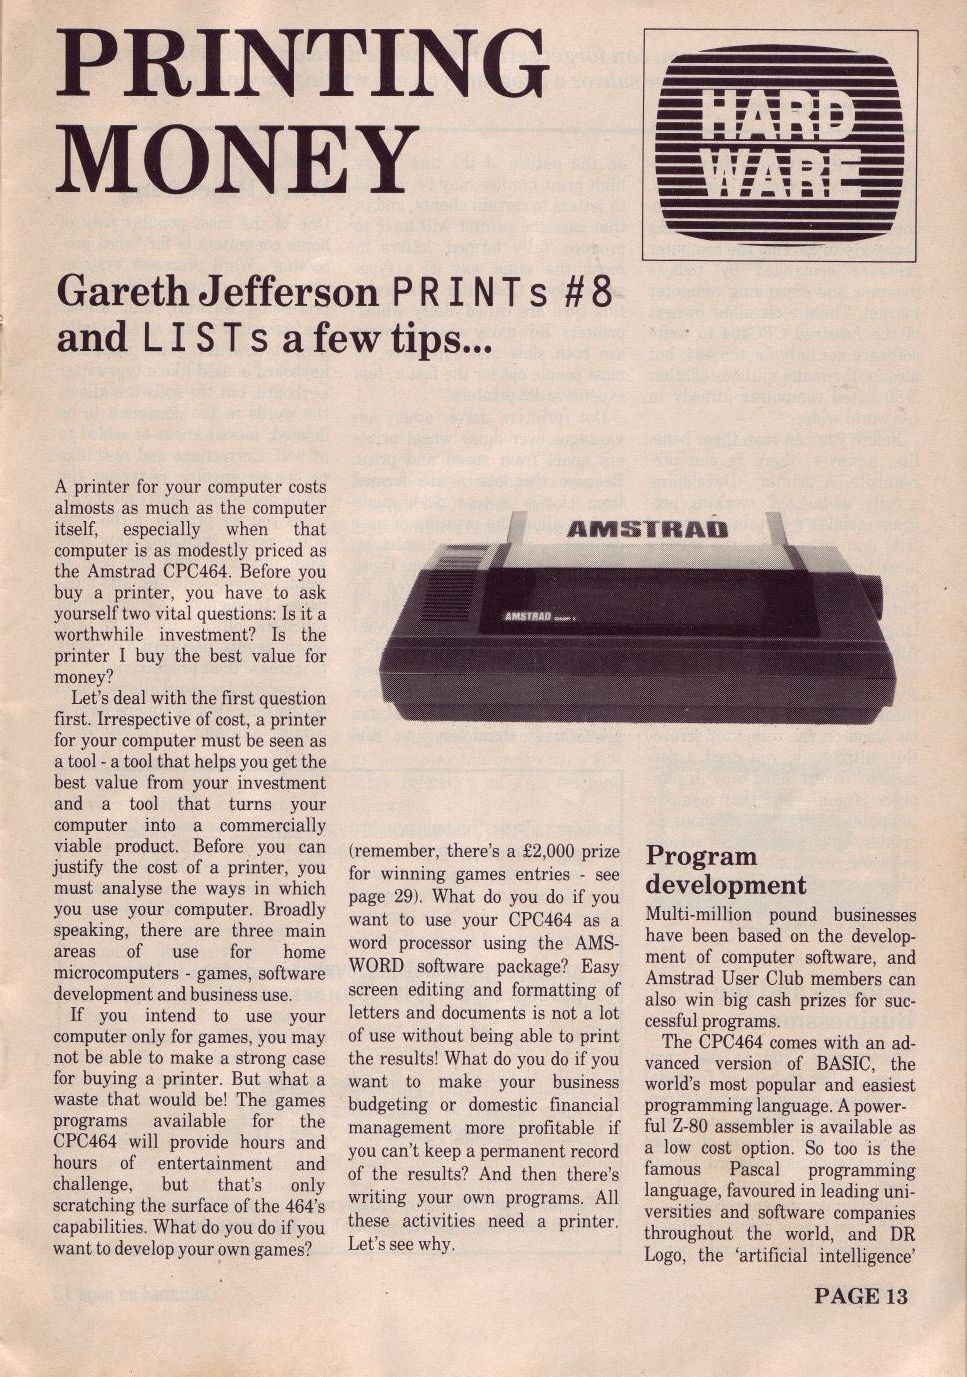 PRINTING
MONEY
HARD
WARE
Gareth Jefferson PRINTs #8
and LISTs a few tips...
A printer for your computer costs
almosts as much as the computer
itself, especially when that
computer is as modestly priced as
the Amstrad CPC464. Before you
buy a printer, you have to ask
yourself two vital questions: Is it a
worthwhile investment? Is the
printer I buy the best value for
money?
Let's deal with the first question
first. Irrespective of cost, a printer
for your computer must be seen as
a tool - a tool that helps you get the
best value from your investment
and a tool that turns your
computer into a commercially
viable product. Before you can
justify the cost of a printer, you
must analyse the ways in which
you use your computer. Broadly
speaking, there are three main
areas of use for home
microcomputers - games, software
development and business use.
If you intend to use your
computer only for games, you may
not be able to make a strong case
for buying a printer. But what a
waste that would be! The games
programs available for the
CPC464 will provide hours and
hours of entertainment and
challenge, but that's only
scratching the surface of the 464's
capabilities. What do you do if you
want to develop your own games?
AMSTRAD
AMSTRAD DMP 1
(remember, there's a £2,000 prize
for winning games entries - see
page 29). What do you do if you
want to use your CPC464 as a
word processor using the AMS-
WORD software package? Easy
screen editing and formatting of
letters and documents is not a lot
of use without being able to print
the results! What do you do if you
want to make your business
budgeting or domestic financial
management more profitable if
you can't keep a permanent record
of the results? And then there's
writing your own programs. All
these activities need a printer.
Let's see why.
Program
development
Multi-million pound businesses
have been based on the develop-
ment of computer software, and
Amstrad User Club members can
also win big cash prizes for suc-
cessful programs.
The CPC464 comes with an ad-
vanced version of BASIC, the
world's most popular and easiest
programming language. A power-
ful Z-80 assembler is available as
a low cost option. So too is the
famous Pascal programming
language, favoured in leading uni-
versities and software companies
throughout the world, and DR
Logo, the 'artificial intelligence'
PAGE 13